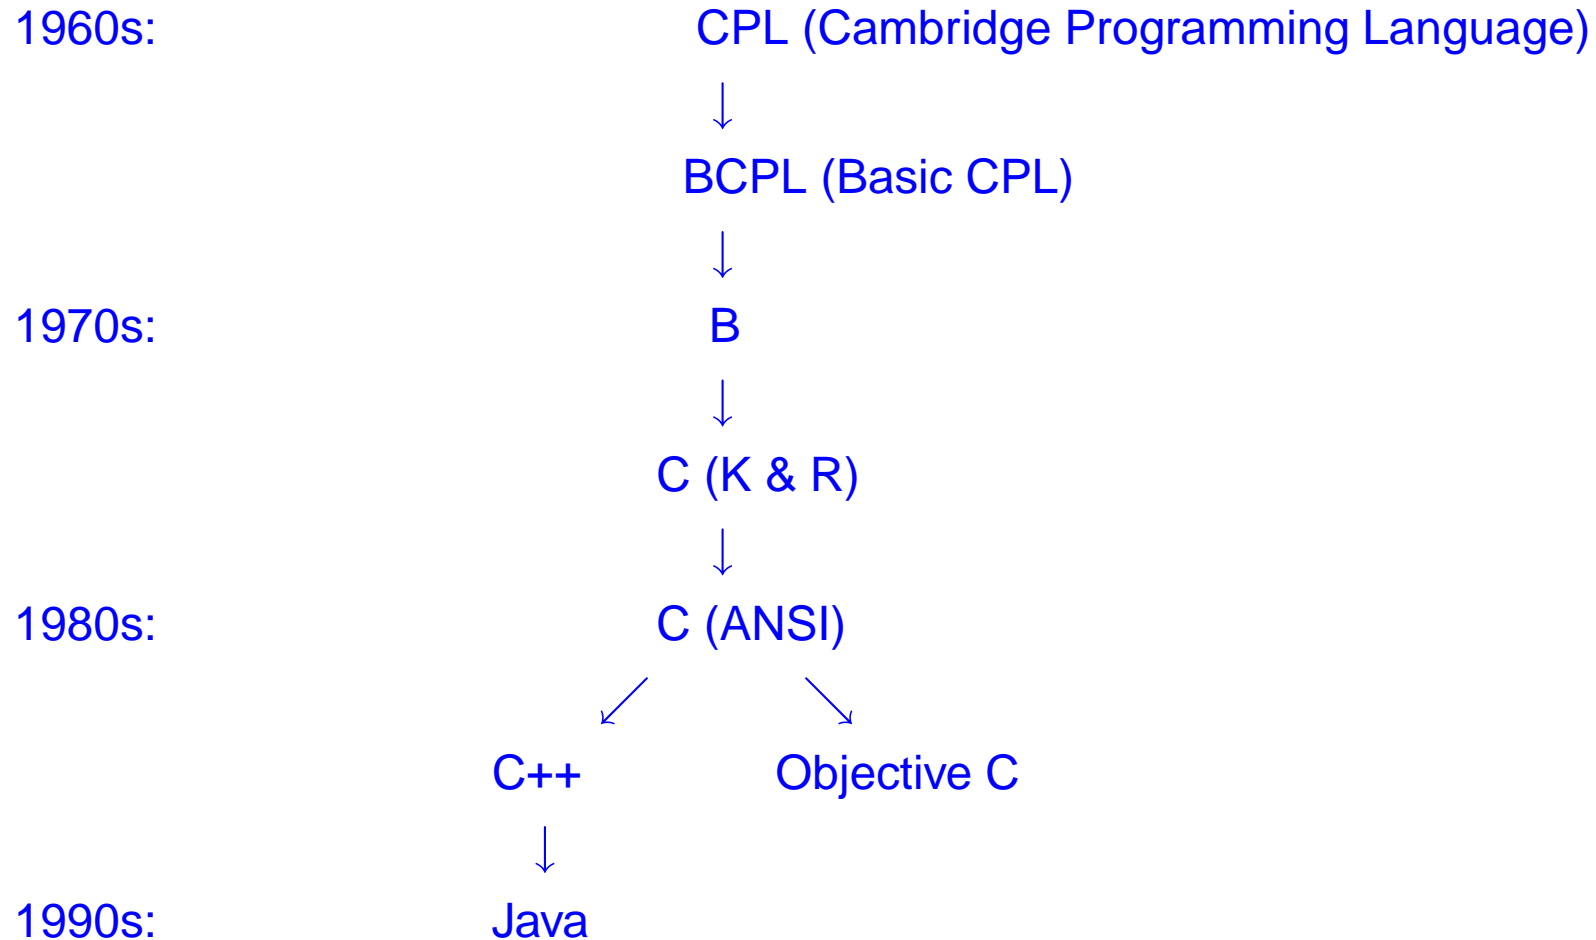 1960s: CPL (Cambridge Programming Language)
BCPL (Basic CPL)
1970s: B
C (K & R)
1980s: C (ANSI)
C++ Objective C
1990s: Java